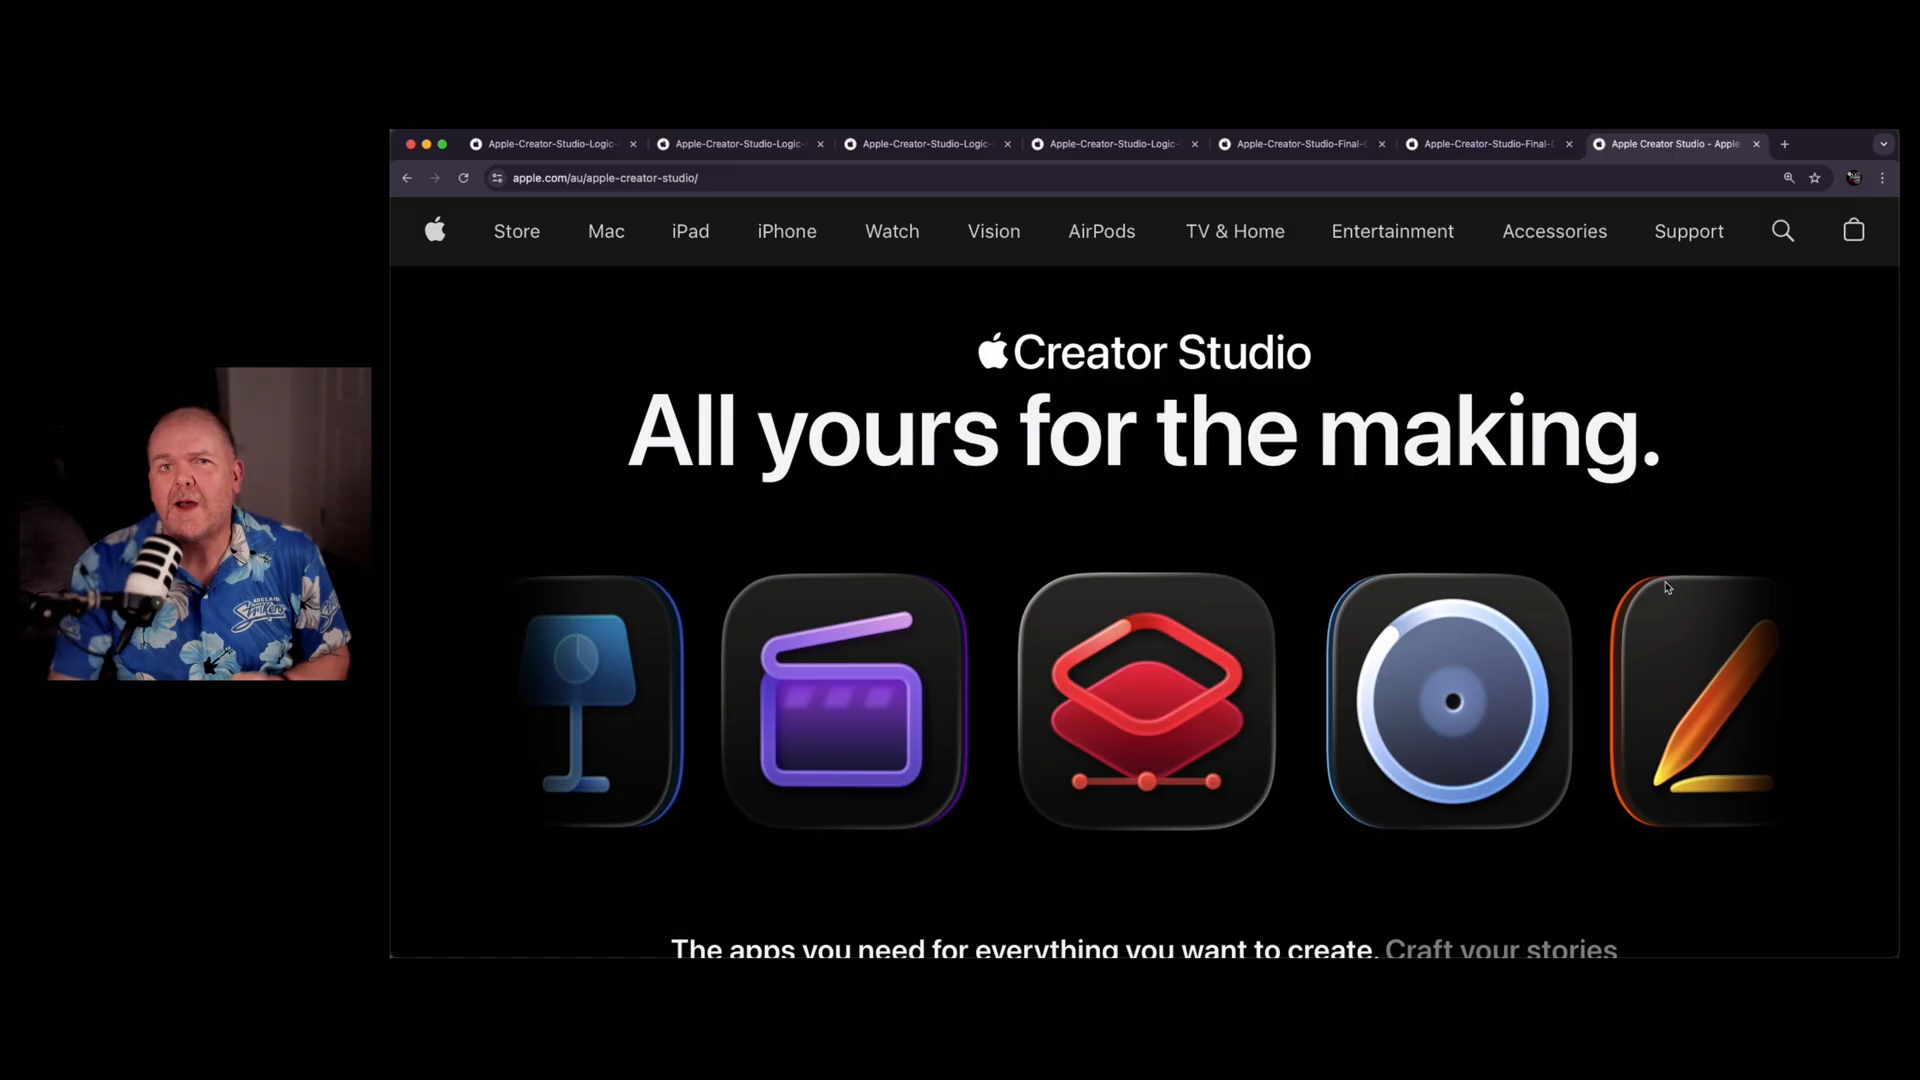 Apple-Creator-Studio-Logic-
Apple-Creator-Studio-Logic-
Apple-Creator-Studio-Logic-
Apple-Creator-Studio-Logic-
Apple-Creator-Studio-Final-C
Apple-Creator-Studio-Final-C
Apple Creator Studio - Apple
apple.com/au/apple-creator-studio/
Store Mac iPad iPhone Watch Vision AirPods TV & Home Entertainment Accessories Support
Creator Studio
All yours for the making.
ADELAIDE
Strikers
The apps you need for everything you want to create. Craft your stories